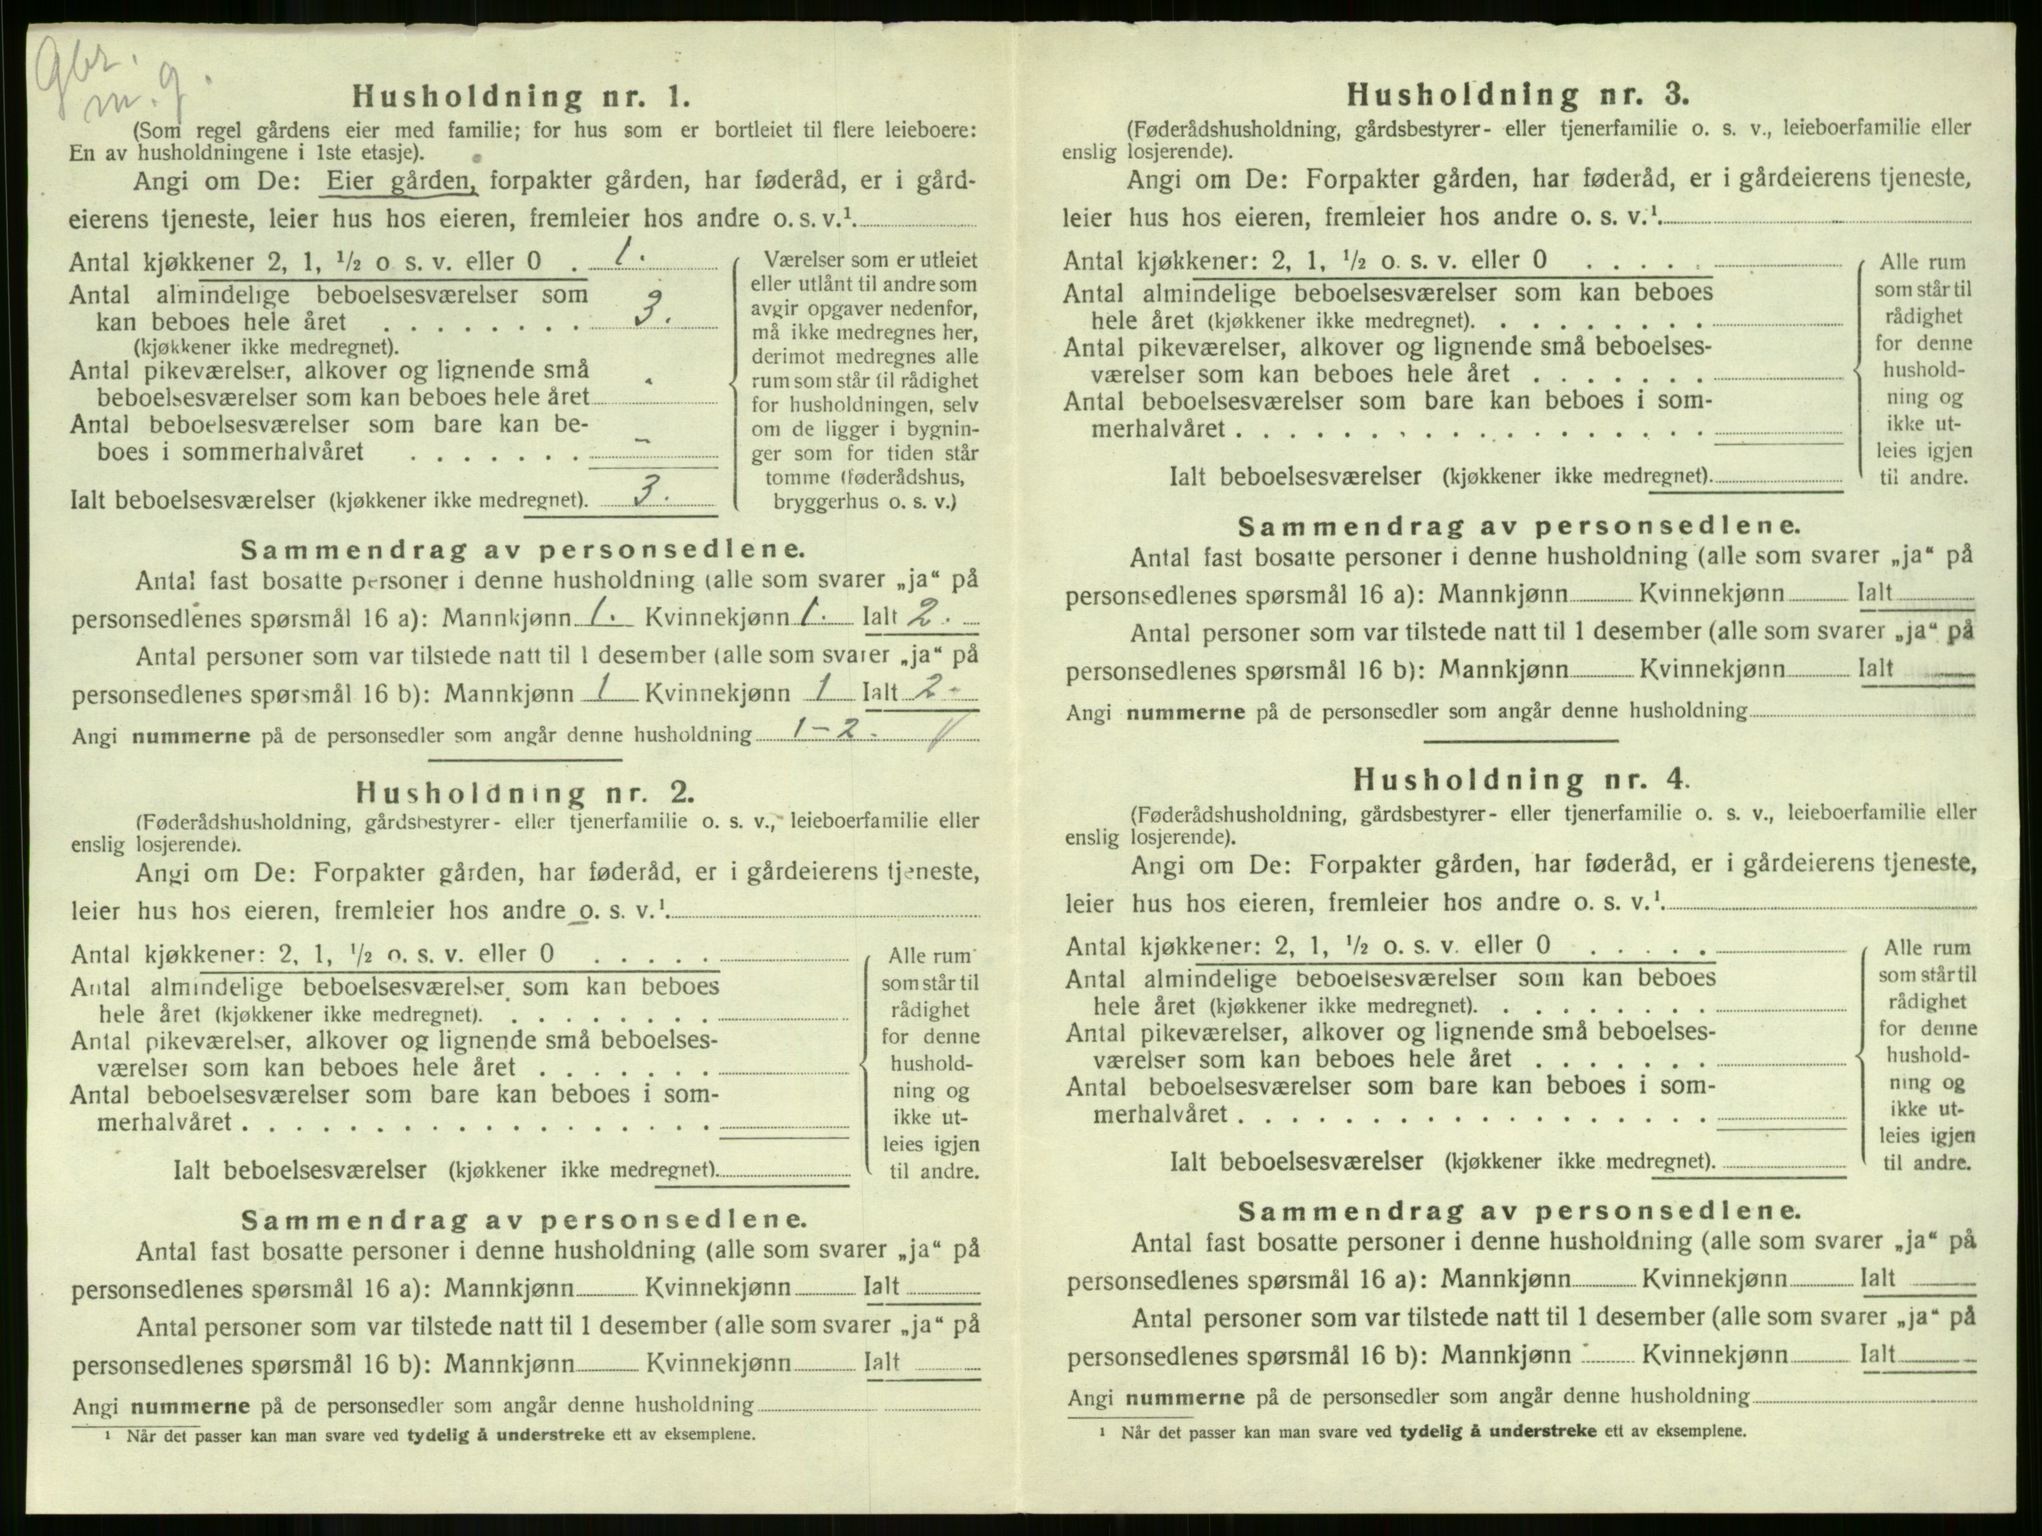 Gbr.
m. g.
Husholdning nr. 1.
(Som regel gårdens eier med familie; for hus som er bortleiet til flere leieboere:
En av husholdningene i 1ste etasje).
Angi om De: Eier gården, forpakter gården, har føderåd, er i gård-
eierens tjeneste, leier hus hos eieren, fremleier hos andre o. s. v.¹.
Antal kjøkkener 2, 1, ½ o s. v. eller 0 . 1.
Antal almindelige beboelsesværelser som
kan beboes hele året . . . . . . . . 3.
(kjøkkener ikke medregnet).
Antal pikeværelser, alkover og lignende små
beboelsesværelser som kan beboes hele året
Antal beboelsesværelser som bare kan be-
boes i sommerhalvåret . . . . . . . -
Ialt beboelsesværelser (kjøkkener ikke medregnet). 3.
Værelser som er utleiet
eller utlånt til andre som
avgir opgaver nedenfor,
må ikke medregnes her,
derimot medregnes alle
rum som står til rådighet
for husholdningen, selv
om de ligger i bygnin-
ger som for tiden står
tomme (føderådshus,
bryggerhus o. s. v.)
Sammendrag av personsedlene.
Antal fast bosatte personer i denne husholdning (alle som svarer „ja“ på
personsedlenes spørsmål 16 a): Mannkjønn 1. Kvinnekjønn 1. Ialt 2.
Antal personer som var tilstede natt til 1 desember (alle som svarer „ja“ på
personsedlenes spørsmål 16 b): Mannkjønn 1 Kvinnekjønn 1 Ialt 2-
Angi nummerne på de personsedler som angår denne husholdning 1-2.
Husholdning nr. 2.
(Føderådshusholdning, gårdsbestyrer- eller tjenerfamilie o. s. v., leieboerfamilie eller
enslig losjerende).
Angi om De: Forpakter gården, har føderåd, er i gårdeierens tjeneste,
leier hus hos eieren, fremleier hos andre o. s. v.¹.
Antal kjøkkener: 2, 1, ½ o. s. v. eller 0 . . . . .
Antal almindelige beboelsesværelser som kan beboes
hele året (kjøkkener ikke medregnet). . . . . . . . .
Antal pikeværelser, alkover og lignende små beboelses-
værelser som kan beboes hele året . . . . . . .
Antal beboelsesværelser som bare kan beboes i som-
merhalvåret . . . . . . . . . . . . . . . . . .
Ialt beboelsesværelser (kjøkkener ikke medregnet).
Alle rum
som står til
rådighet
for denne
hushold-
ning og
ikke ut-
leies igjen
til andre.
Sammendrag av personsedlene.
Antal fast bosatte personer i denne husholdning (alle som svarer „ja“ på
personsedlenes spørsmål 16 a): Mannkjønn Kvinnekjønn Ialt
Antal personer som var tilstede natt til 1 desember (alle som svarer „ja“ på
personsedlenes spørsmål 16 b): Mannkjønn Kvinnekjønn Ialt
Angi nummerne på de personsedler som angår denne husholdning
¹ Når det passer kan man svare ved tydelig å understreke ett av eksemplene.
Husholdning nr. 3.
(Føderådshusholdning, gårdsbestyrer- eller tjenerfamilie o. s. v., leieboerfamilie eller
enslig losjerende).
Angi om De: Forpakter gården, har føderåd, er i gårdeierens tjeneste,
leier hus hos eieren, fremleier hos andre o. s. v.¹.
Antal kjøkkener: 2, 1, ½ o. s. v. eller 0 . . . . .
Antal almindelige beboelsesværelser som kan beboes
hele året (kjøkkener ikke medregnet). . . . . . . . .
Antal pikeværelser, alkover og lignende små beboelses-
værelser som kan beboes hele året . . . . . . .
Antal beboelsesværelser som bare kan beboes i som-
merhalvåret . . . . . . . . . . . . . . . . . .
Ialt beboelsesværelser (kjøkkener ikke medregnet).
Alle rum
som står til
rådighet
for denne
hushold-
ning og
ikke ut-
leies igjen
til andre.
Sammendrag av personsedlene.
Antal fast bosatte personer i denne husholdning (alle som svarer „ja“ på
personsedlenes spørsmål 16 a): Mannkjønn Kvinnekjønn Ialt
Antal personer som var tilstede natt til 1 desember (alle som svarer „ja“ på
personsedlenes spørsmål 16 b): Mannkjønn Kvinnekjønn Ialt
Angi nummerne på de personsedler som angår denne husholdning
Husholdning nr. 4.
(Føderådshusholdning, gårdsbestyrer- eller tjenerfamilie o. s. v., leieboerfamilie eller
enslig losjerende).
Angi om De: Forpakter gården, har føderåd, er i gårdeierens tjeneste,
leier hus hos eieren, fremleier hos andre o. s. v.¹.
Antal kjøkkener: 2, 1, ½ o. s. v. eller 0 . . . . .
Antal almindelige beboelsesværelser som kan beboes
hele året (kjøkkener ikke medregnet). . . . . . . . .
Antal pikeværelser, alkover og lignende små beboelses-
værelser som kan beboes hele året . . . . . . .
Antal beboelsesværelser som bare kan beboes i som-
merhalvåret . . . . . . . . . . . . . . . . . .
Ialt beboelsesværelser (kjøkkener ikke medregnet).
Alle rum
som står til
rådighet
for denne
hushold-
ning og
ikke ut-
leies igjen
til andre.
Sammendrag av personsedlene.
Antal fast bosatte personer i denne husholdning (alle som svarer „ja“ på
personsedlenes spørsmål 16 a): Mannkjønn Kvinnekjønn Ialt
Antal personer som var tilstede natt til 1 desember (alle som svarer „ja“ på
personsedlenes spørsmål 16 b): Mannkjønn Kvinnekjønn Ialt
Angi nummerne på de personsedler som angår denne husholdning
¹ Når det passer kan man svare ved tydelig å understreke ett av eksemplene.